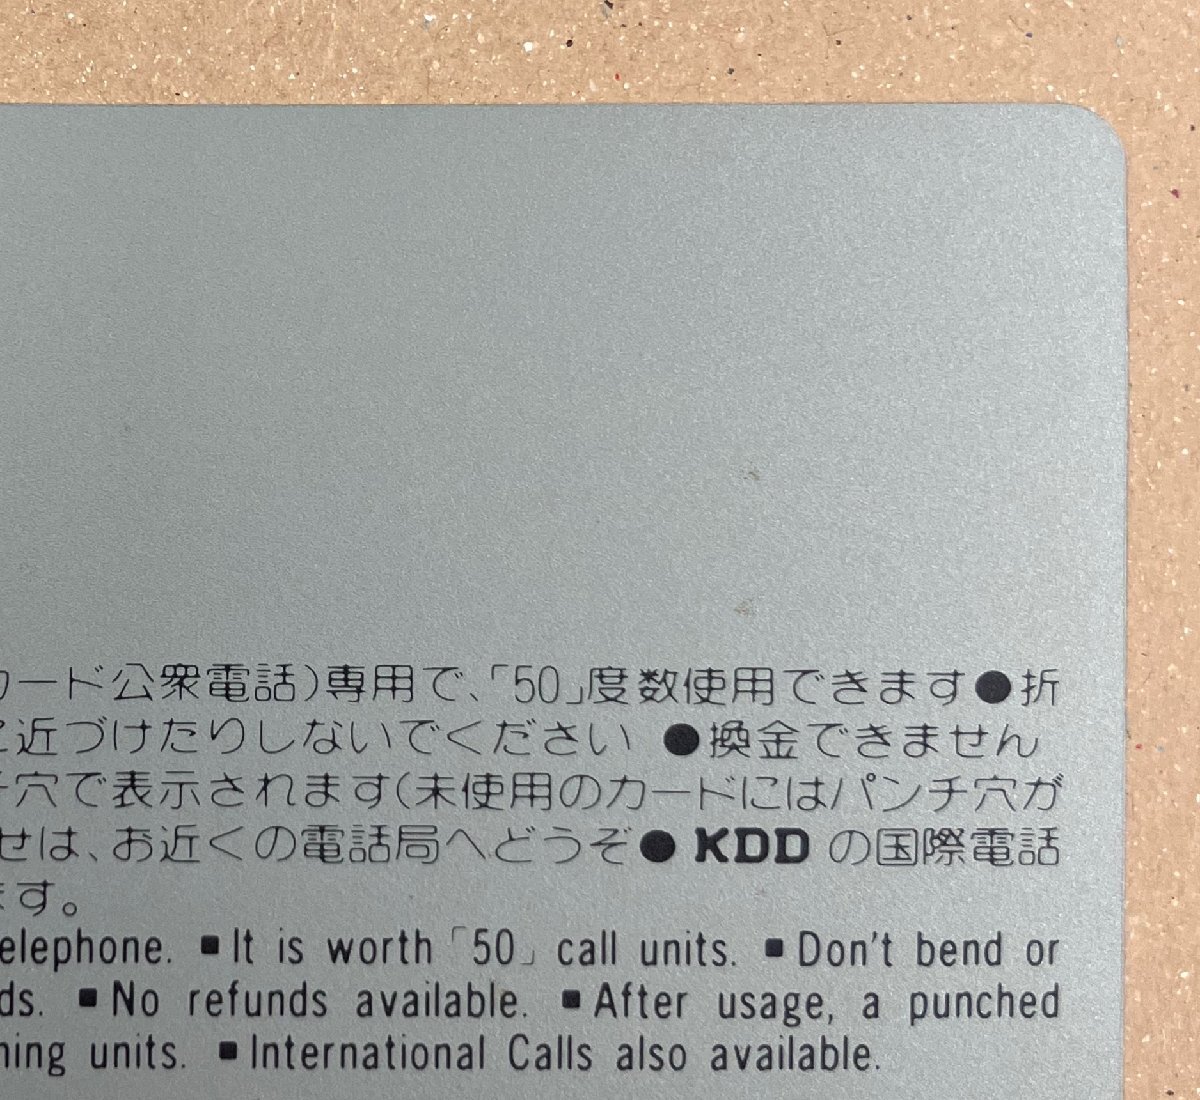 カード公衆電話)専用で、「50」度数使用できます●折
近づけたりしないでください ●換金できません
穴で表示されます(未使用のカードにはパンチ穴が
せは、お近くの電話局へどうぞ● KDD の国際電話
ます。
elephone. ■It is worth「50」call units. ■Don't bend or
ds. ■No refunds available. ■After usage, a punched
ning units. ■International Calls also available.